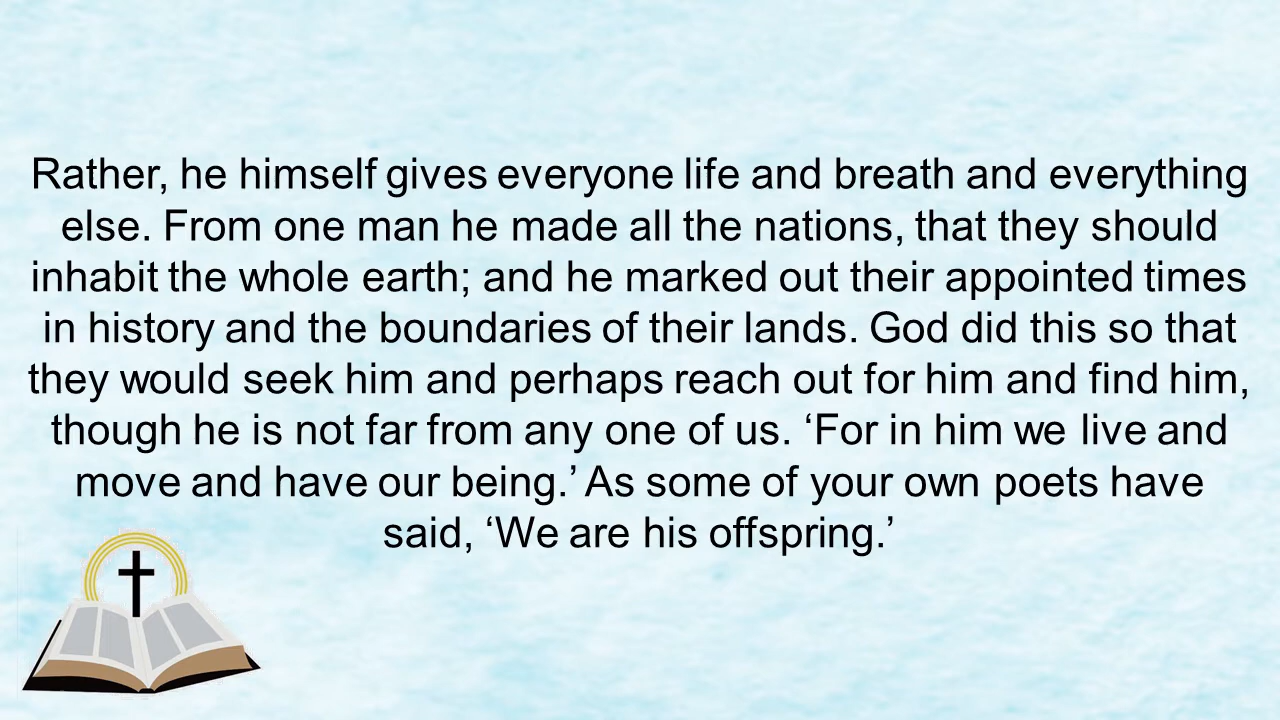 Rather, he himself gives everyone life and breath and everything
else. From one man he made all the nations, that they should
inhabit the whole earth; and he marked out their appointed times
in history and the boundaries of their lands. God did this so that
they would seek him and perhaps reach out for him and find him,
though he is not far from any one of us. ‘For in him we live and
move and have our being.’ As some of your own poets have
said, ‘We are his offspring.’